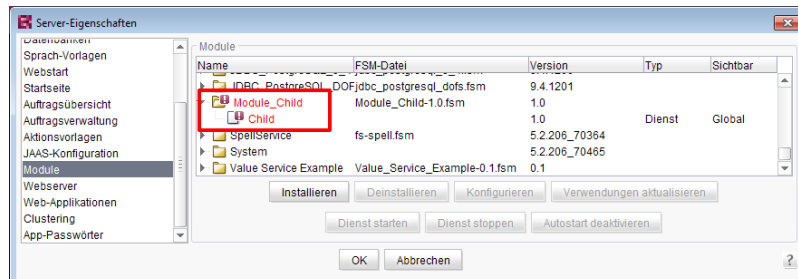 Server-Eigenschaften
Datenbanken
Sprach-Vorlagen
Webstart
Startseite
Auftragsübersicht
Auftragsverwaltung
Aktionsvorlagen
JAAS-Konfiguration
Module
Webserver
Web-Applikationen
Clustering
App-Passwörter
Module
Name FSM-Datei Version Typ Sichtbar
JDBC_PostgreSQL_DOF jdbc_postgresql_dofs.fsm 9.4.1201
Module_Child Module_Child-1.0.fsm 1.0
Child 1.0 Dienst Global
SpellService fs-spell.fsm 5.2.206_70364
System 5.2.206_70465
Value Service Example Value_Service_Example-0.1.fsm 0.1
Installieren Deinstallieren Konfigurieren Verwendungen aktualisieren
Dienst starten Dienst stoppen Autostart deaktivieren
OK Abbrechen ?